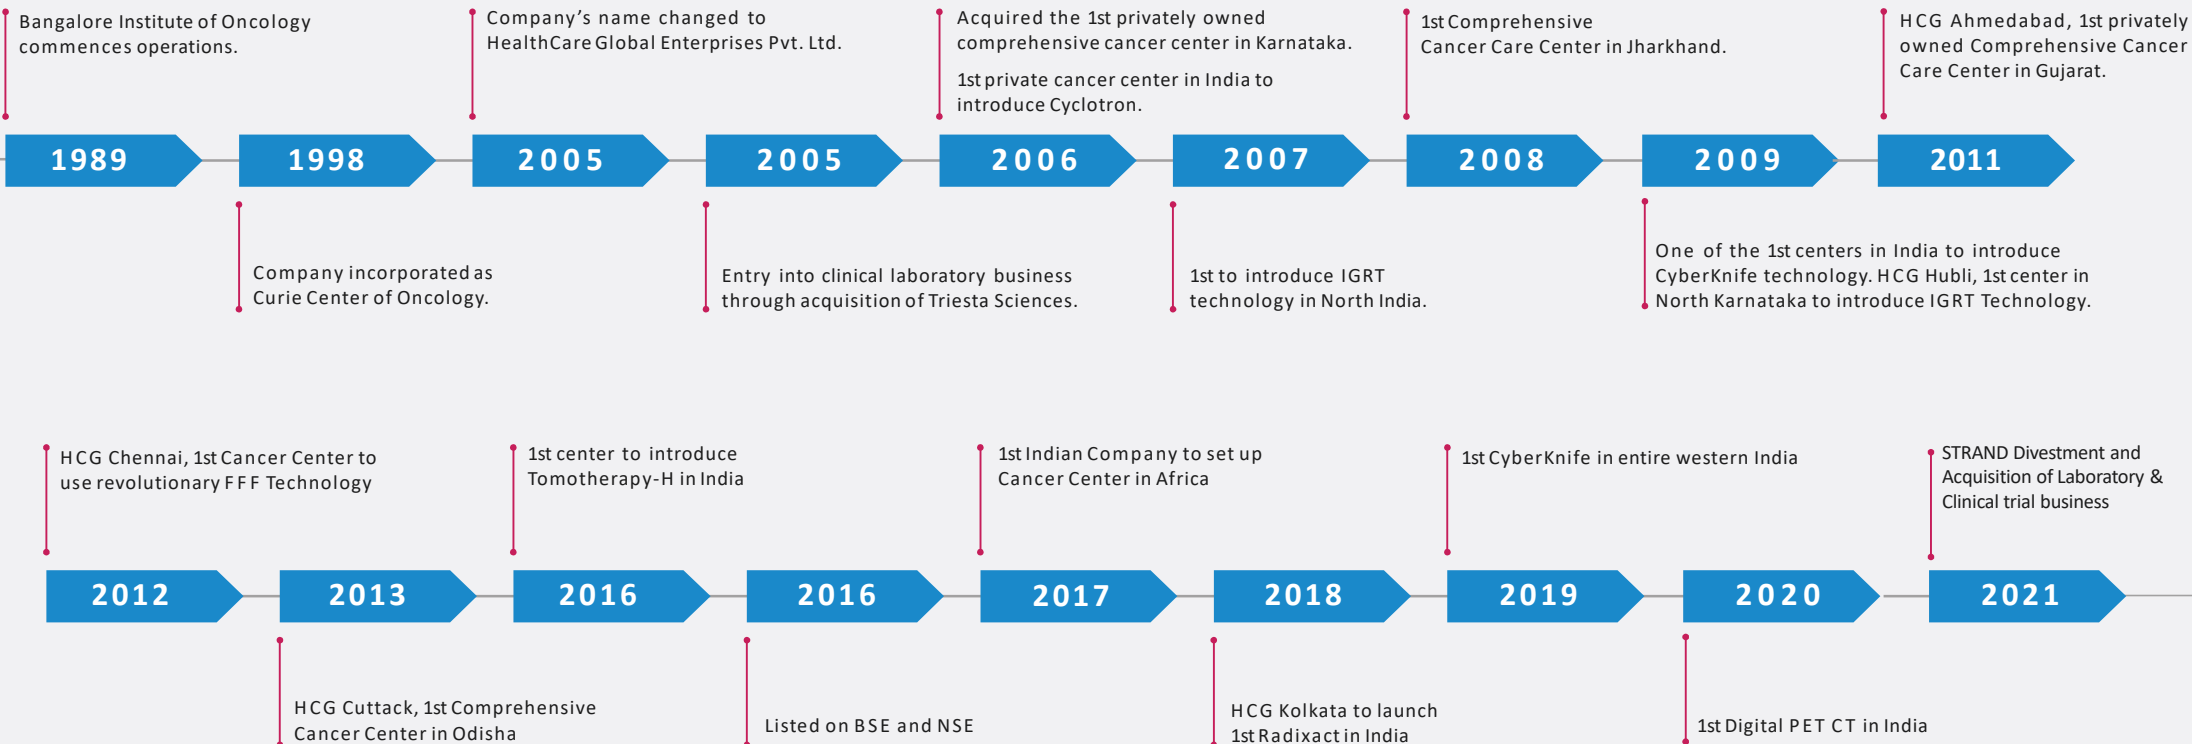 Bangalore Institute of Oncology
commences operations.
Company's name changed to
HealthCare Global Enterprises Pvt. Ltd.
Acquired the 1st privately owned
comprehensive cancer center in Karnataka.
1st private cancer center in India to
introduce Cyclotron.
1st Comprehensive
Cancer Care Center in Jharkhand.
HCG Ahmedabad, 1st privately
owned Comprehensive Cancer
Care Center in Gujarat.
1989
1998
2005
2005
2006
2007
2008
2009
2011
Company incorporated as
Curie Center of Oncology.
Entry into clinical laboratory business
through acquisition of Triesta Sciences.
1st to introduce IGRT
technology in North India.
One of the 1st centers in India to introduce
CyberKnife technology. HCG Hubli, 1st center in
North Karnataka to introduce IGRT Technology.
HCG Chennai, 1st Cancer Center to
use revolutionary FFF Technology
1st center to introduce
Tomotherapy-H in India
1st Indian Company to set up
Cancer Center in Africa
1st CyberKnife in entire western India
STRAND Divestment and
Acquisition of Laboratory &
Clinical trial business
2012
2013
2016
2016
2017
2018
2019
2020
2021
HCG Cuttack, 1st Comprehensive
Cancer Center in Odisha
Listed on BSE and NSE
HCG Kolkata to launch
1st Radixact in India
1st Digital PET CT in India